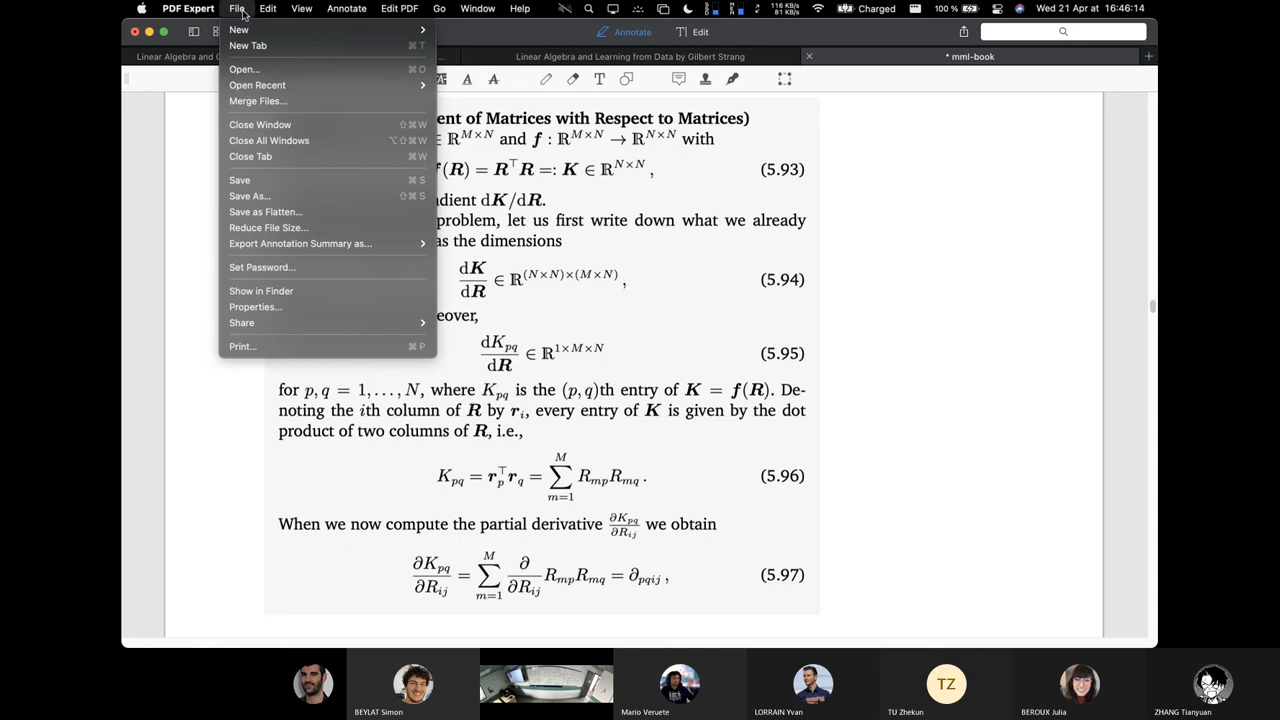 PDF Expert File Edit View Annotate Edit PDF Go Window Help 116 KB/s 81 KB/s Charged 100 % Wed 21 Apr at 16:46:14
Annotate Edit
Linear Algebra and Linear Algebra and Learning from Data by Gilbert Strang • mml-book
New
New Tab ⌘ T
Open... ⌘ O
Open Recent
Merge Files...
Close Window ⇧⌘W
Close All Windows ⌥⇧⌘W
Close Tab ⌘W
Save ⌘ S
Save As... ⇧⌘ S
Save as Flatten...
Reduce File Size...
Export Annotation Summary as...
Set Password...
Show in Finder
Properties...
Share
Print... ⌘ P
ent of Matrices with Respect to Matrices)
∈ ℝ^{M×N} and f : ℝ^{M×N} → ℝ^{N×N} with
f(R) = R^⊤R =: K ∈ ℝ^{N×N} , (5.93)
dient dK/dR.
problem, let us first write down what we already
as the dimensions
dK/dR ∈ ℝ^{(N×N)×(M×N)} , (5.94)
eover,
dK_{pq}/dR ∈ ℝ^{1×M×N} (5.95)
for p, q = 1, . . . , N, where K_{pq} is the (p, q)th entry of K = f(R). De-
noting the ith column of R by r_i, every entry of K is given by the dot
product of two columns of R, i.e.,
K_{pq} = r_p^⊤ r_q = ∑_{m=1}^{M} R_{mp}R_{mq} . (5.96)
When we now compute the partial derivative ∂K_{pq}/∂R_{ij} we obtain
∂K_{pq}/∂R_{ij} = ∑_{m=1}^{M} ∂/∂R_{ij} R_{mp}R_{mq} = ∂_{pqij} , (5.97)
TZ
BEYLAT Simon Mario Veruete LORRAIN Yvan TU Zhekun BEROUX Julia ZHANG Tianyuan